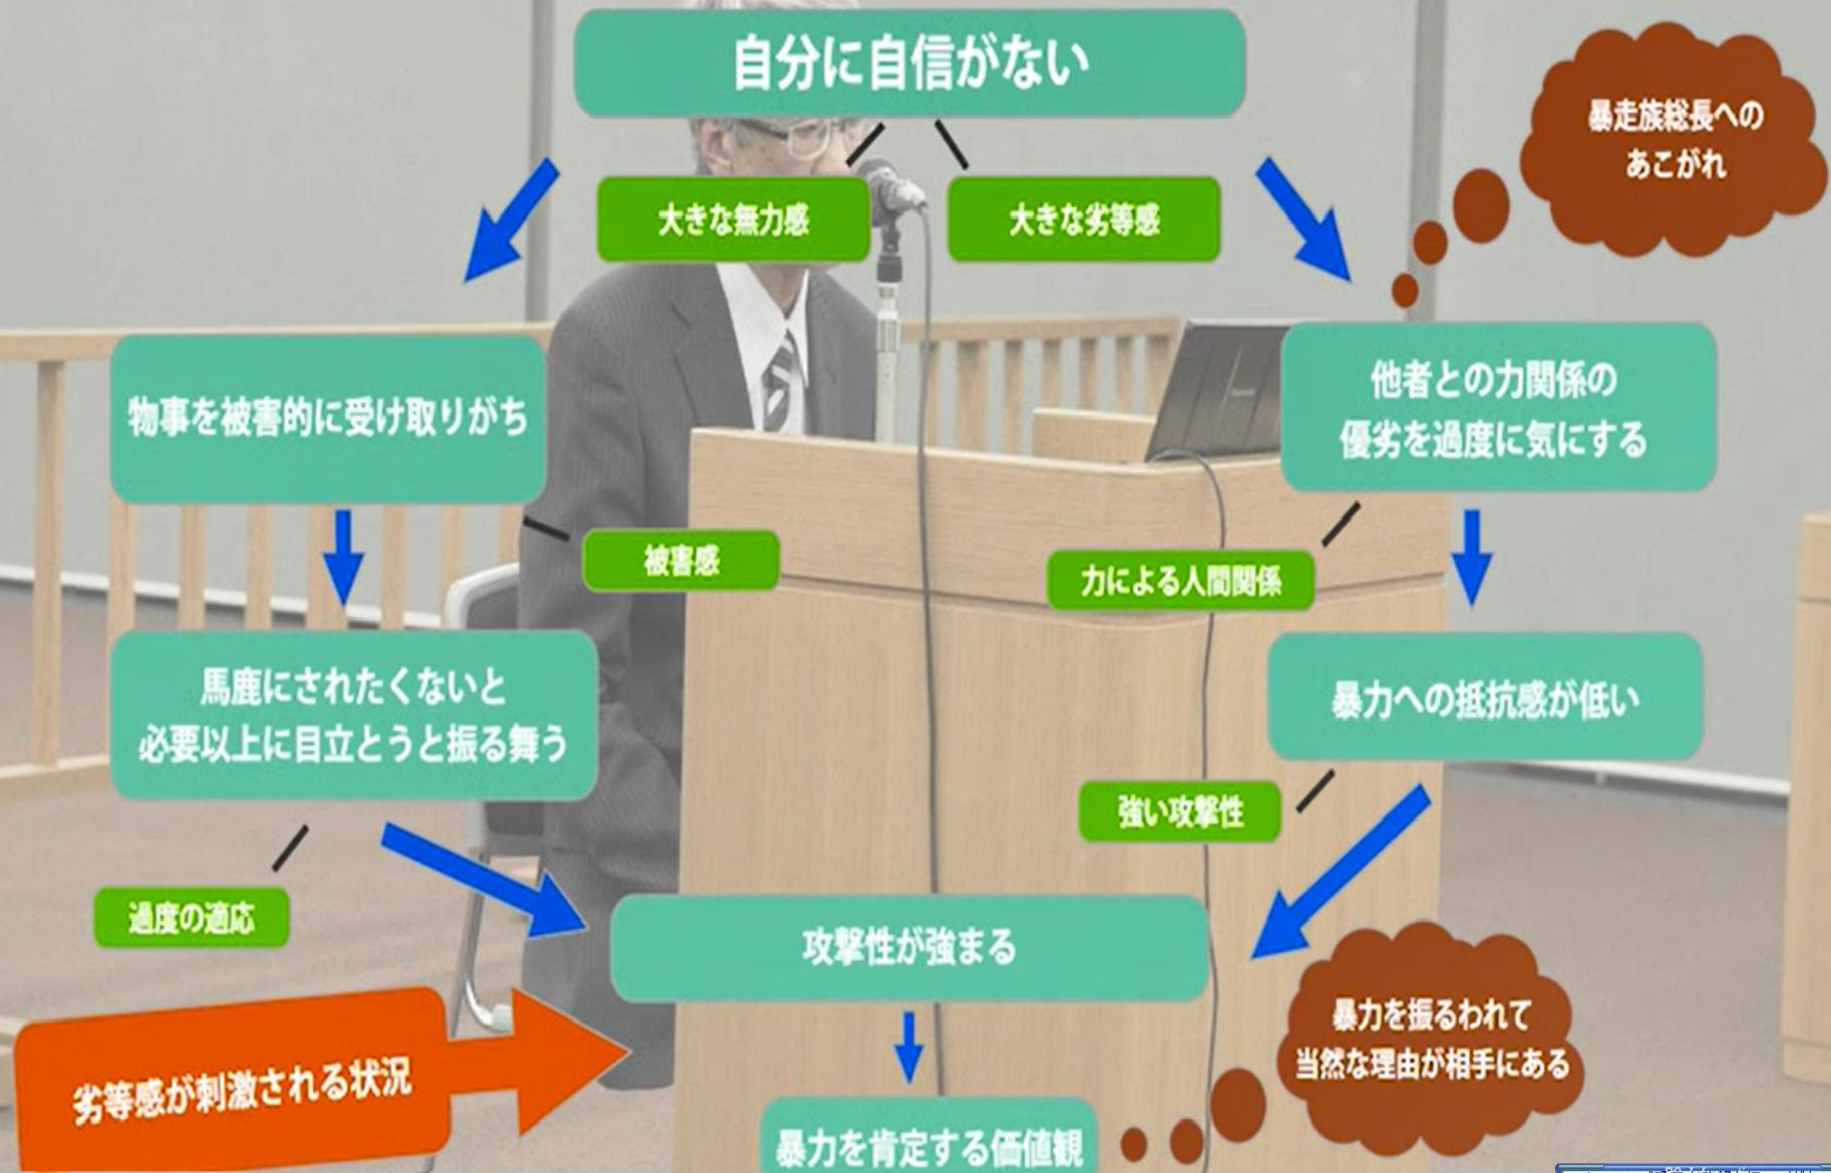 自分に自信がない
暴走族総長への
あこがれ
大きな無力感
大きな劣等感
物事を被害的に受け取りがち
他者との力関係の
優劣を過度に気にする
被害感
力による人間関係
馬鹿にされたくないと
必要以上に目立とうと振る舞う
暴力への抵抗感が低い
強い攻撃性
過度の適応
攻撃性が強まる
暴力を振るわれて
当然な理由が相手にある
劣等感が刺激される状況
暴力を肯定する価値観